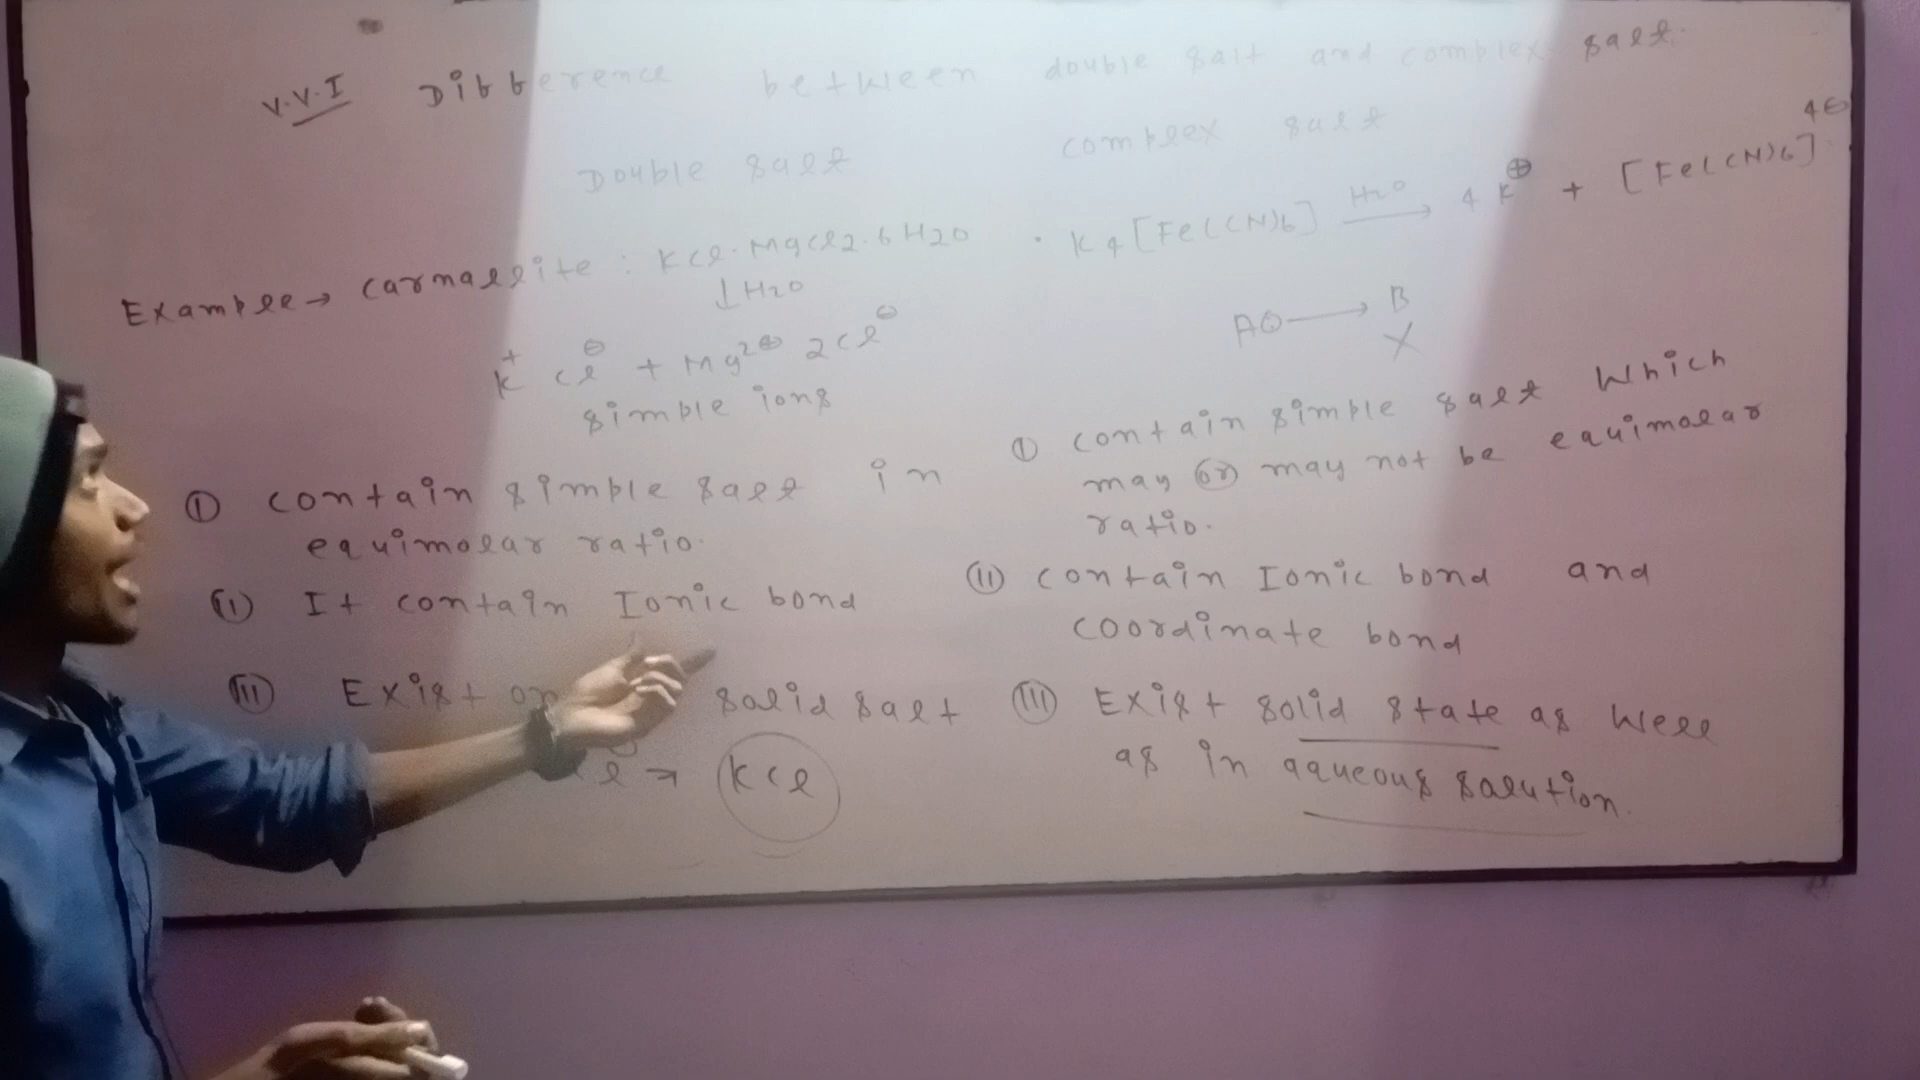 V.V.I Difference between double salt and complex salt.
Double salt
complex salt
Example → carnallite : KCl.MgCl2.6H2O
↓H2O
K+ Cl⊖ + Mg2⊕ 2Cl⊖
simple ions
① contain simple salt in
equimolar ratio.
(II) It contain Ionic bond
(III) Exist solid salt
→ KCl
• K4[Fe(CN)6] H2O → 4K⊕ + [Fe(CN)6]4⊖
B
X
① contain simple salt which
may (or) may not be equimolar
ratio.
(II) contain Ionic bond and
coordinate bond
(III) Exist solid state as well
as in aqueous solution.